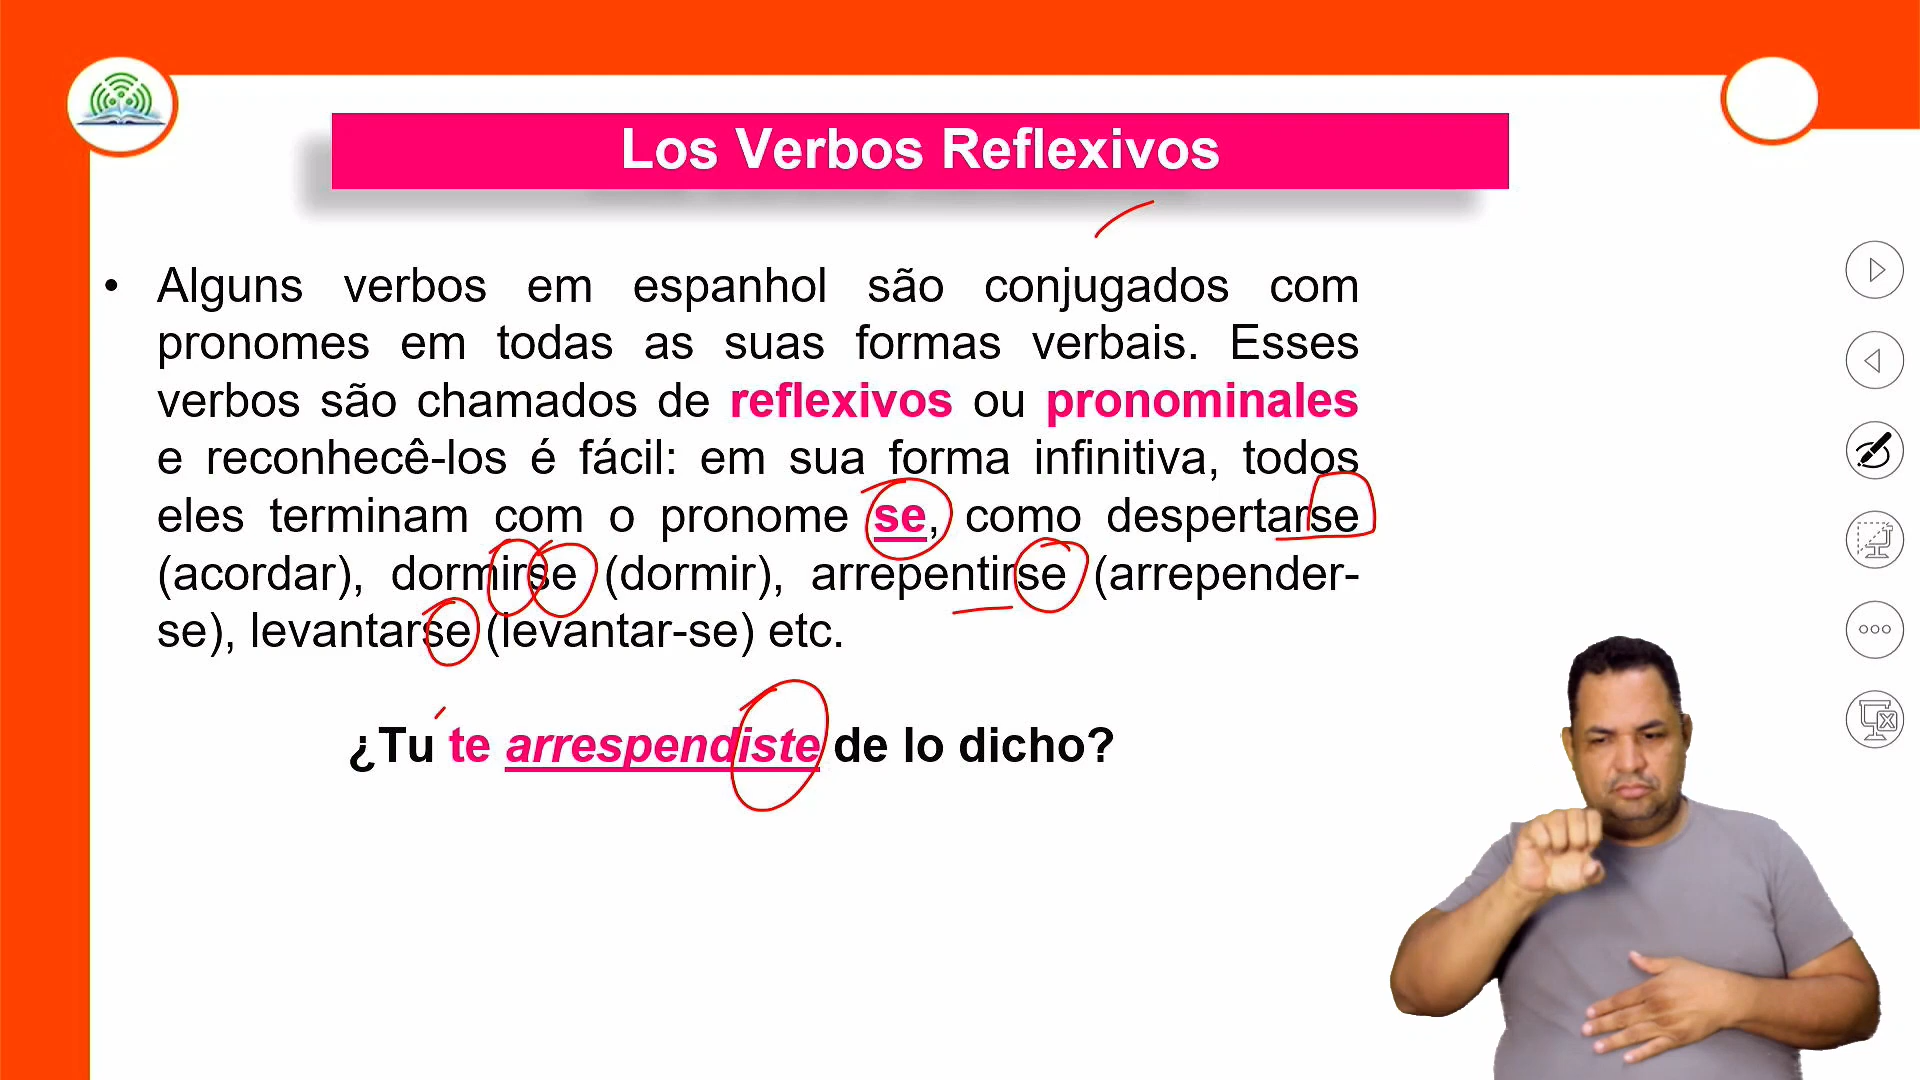 Los Verbos Reflexivos
• Alguns verbos em espanhol são conjugados com
pronomes em todas as suas formas verbais. Esses
verbos são chamados de reflexivos ou pronominales
e reconhecê-los é fácil: em sua forma infinitiva, todos
eles terminam com o pronome se, como despertarse
(acordar), dormirse (dormir), arrepentirse (arrepender-
se), levantarse (levantar-se) etc.
¿Tu te arrespendiste de lo dicho?